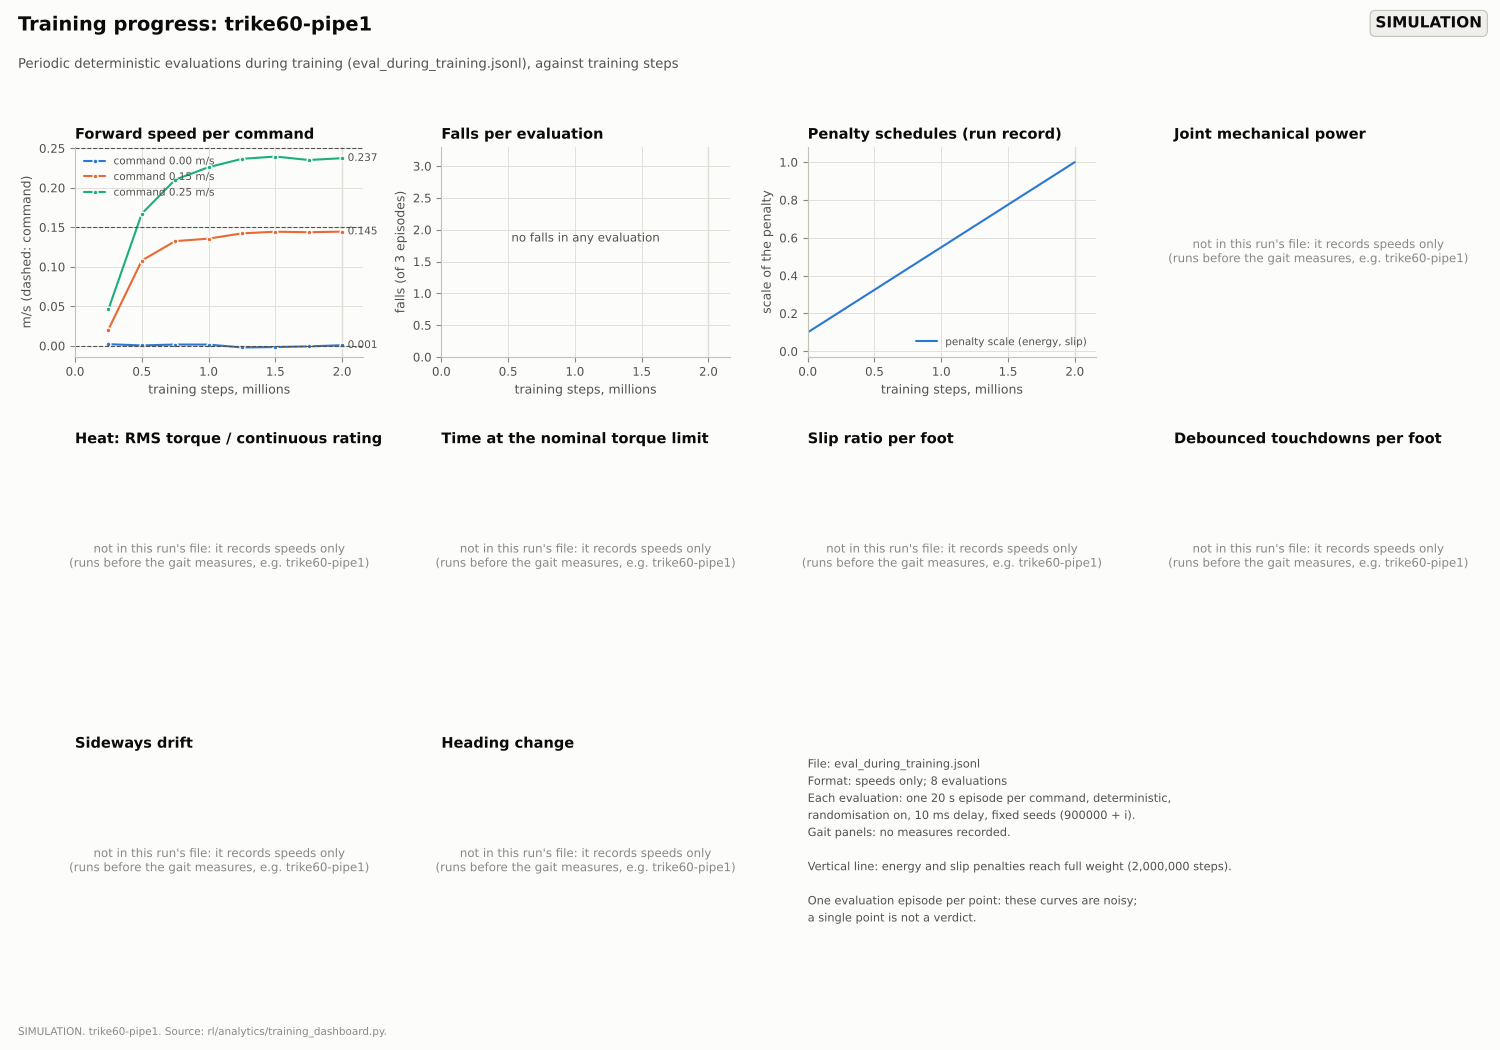 Training progress: trike60-pipe1
SIMULATION
Periodic deterministic evaluations during training (eval_during_training.jsonl), against training steps
Forward speed per command
0.25
0.20
0.15
0.10
0.05
0.00
m/s (dashed: command)
command 0.00 m/s
command 0.15 m/s
command 0.25 m/s
0.237
0.145
0.001
0.0 0.5 1.0 1.5 2.0
training steps, millions
Falls per evaluation
3.0
2.5
2.0
1.5
1.0
0.5
0.0
falls (of 3 episodes)
no falls in any evaluation
0.0 0.5 1.0 1.5 2.0
training steps, millions
Penalty schedules (run record)
1.0
0.8
0.6
0.4
0.2
0.0
scale of the penalty
penalty scale (energy, slip)
0.0 0.5 1.0 1.5 2.0
training steps, millions
Joint mechanical power
not in this run's file: it records speeds only
(runs before the gait measures, e.g. trike60-pipe1)
Heat: RMS torque / continuous rating
not in this run's file: it records speeds only
(runs before the gait measures, e.g. trike60-pipe1)
Time at the nominal torque limit
not in this run's file: it records speeds only
(runs before the gait measures, e.g. trike60-pipe1)
Slip ratio per foot
not in this run's file: it records speeds only
(runs before the gait measures, e.g. trike60-pipe1)
Debounced touchdowns per foot
not in this run's file: it records speeds only
(runs before the gait measures, e.g. trike60-pipe1)
Sideways drift
not in this run's file: it records speeds only
(runs before the gait measures, e.g. trike60-pipe1)
Heading change
not in this run's file: it records speeds only
(runs before the gait measures, e.g. trike60-pipe1)
File: eval_during_training.jsonl
Format: speeds only; 8 evaluations
Each evaluation: one 20 s episode per command, deterministic,
randomisation on, 10 ms delay, fixed seeds (900000 + i).
Gait panels: no measures recorded.
Vertical line: energy and slip penalties reach full weight (2,000,000 steps).
One evaluation episode per point: these curves are noisy;
a single point is not a verdict.
SIMULATION. trike60-pipe1. Source: rl/analytics/training_dashboard.py.